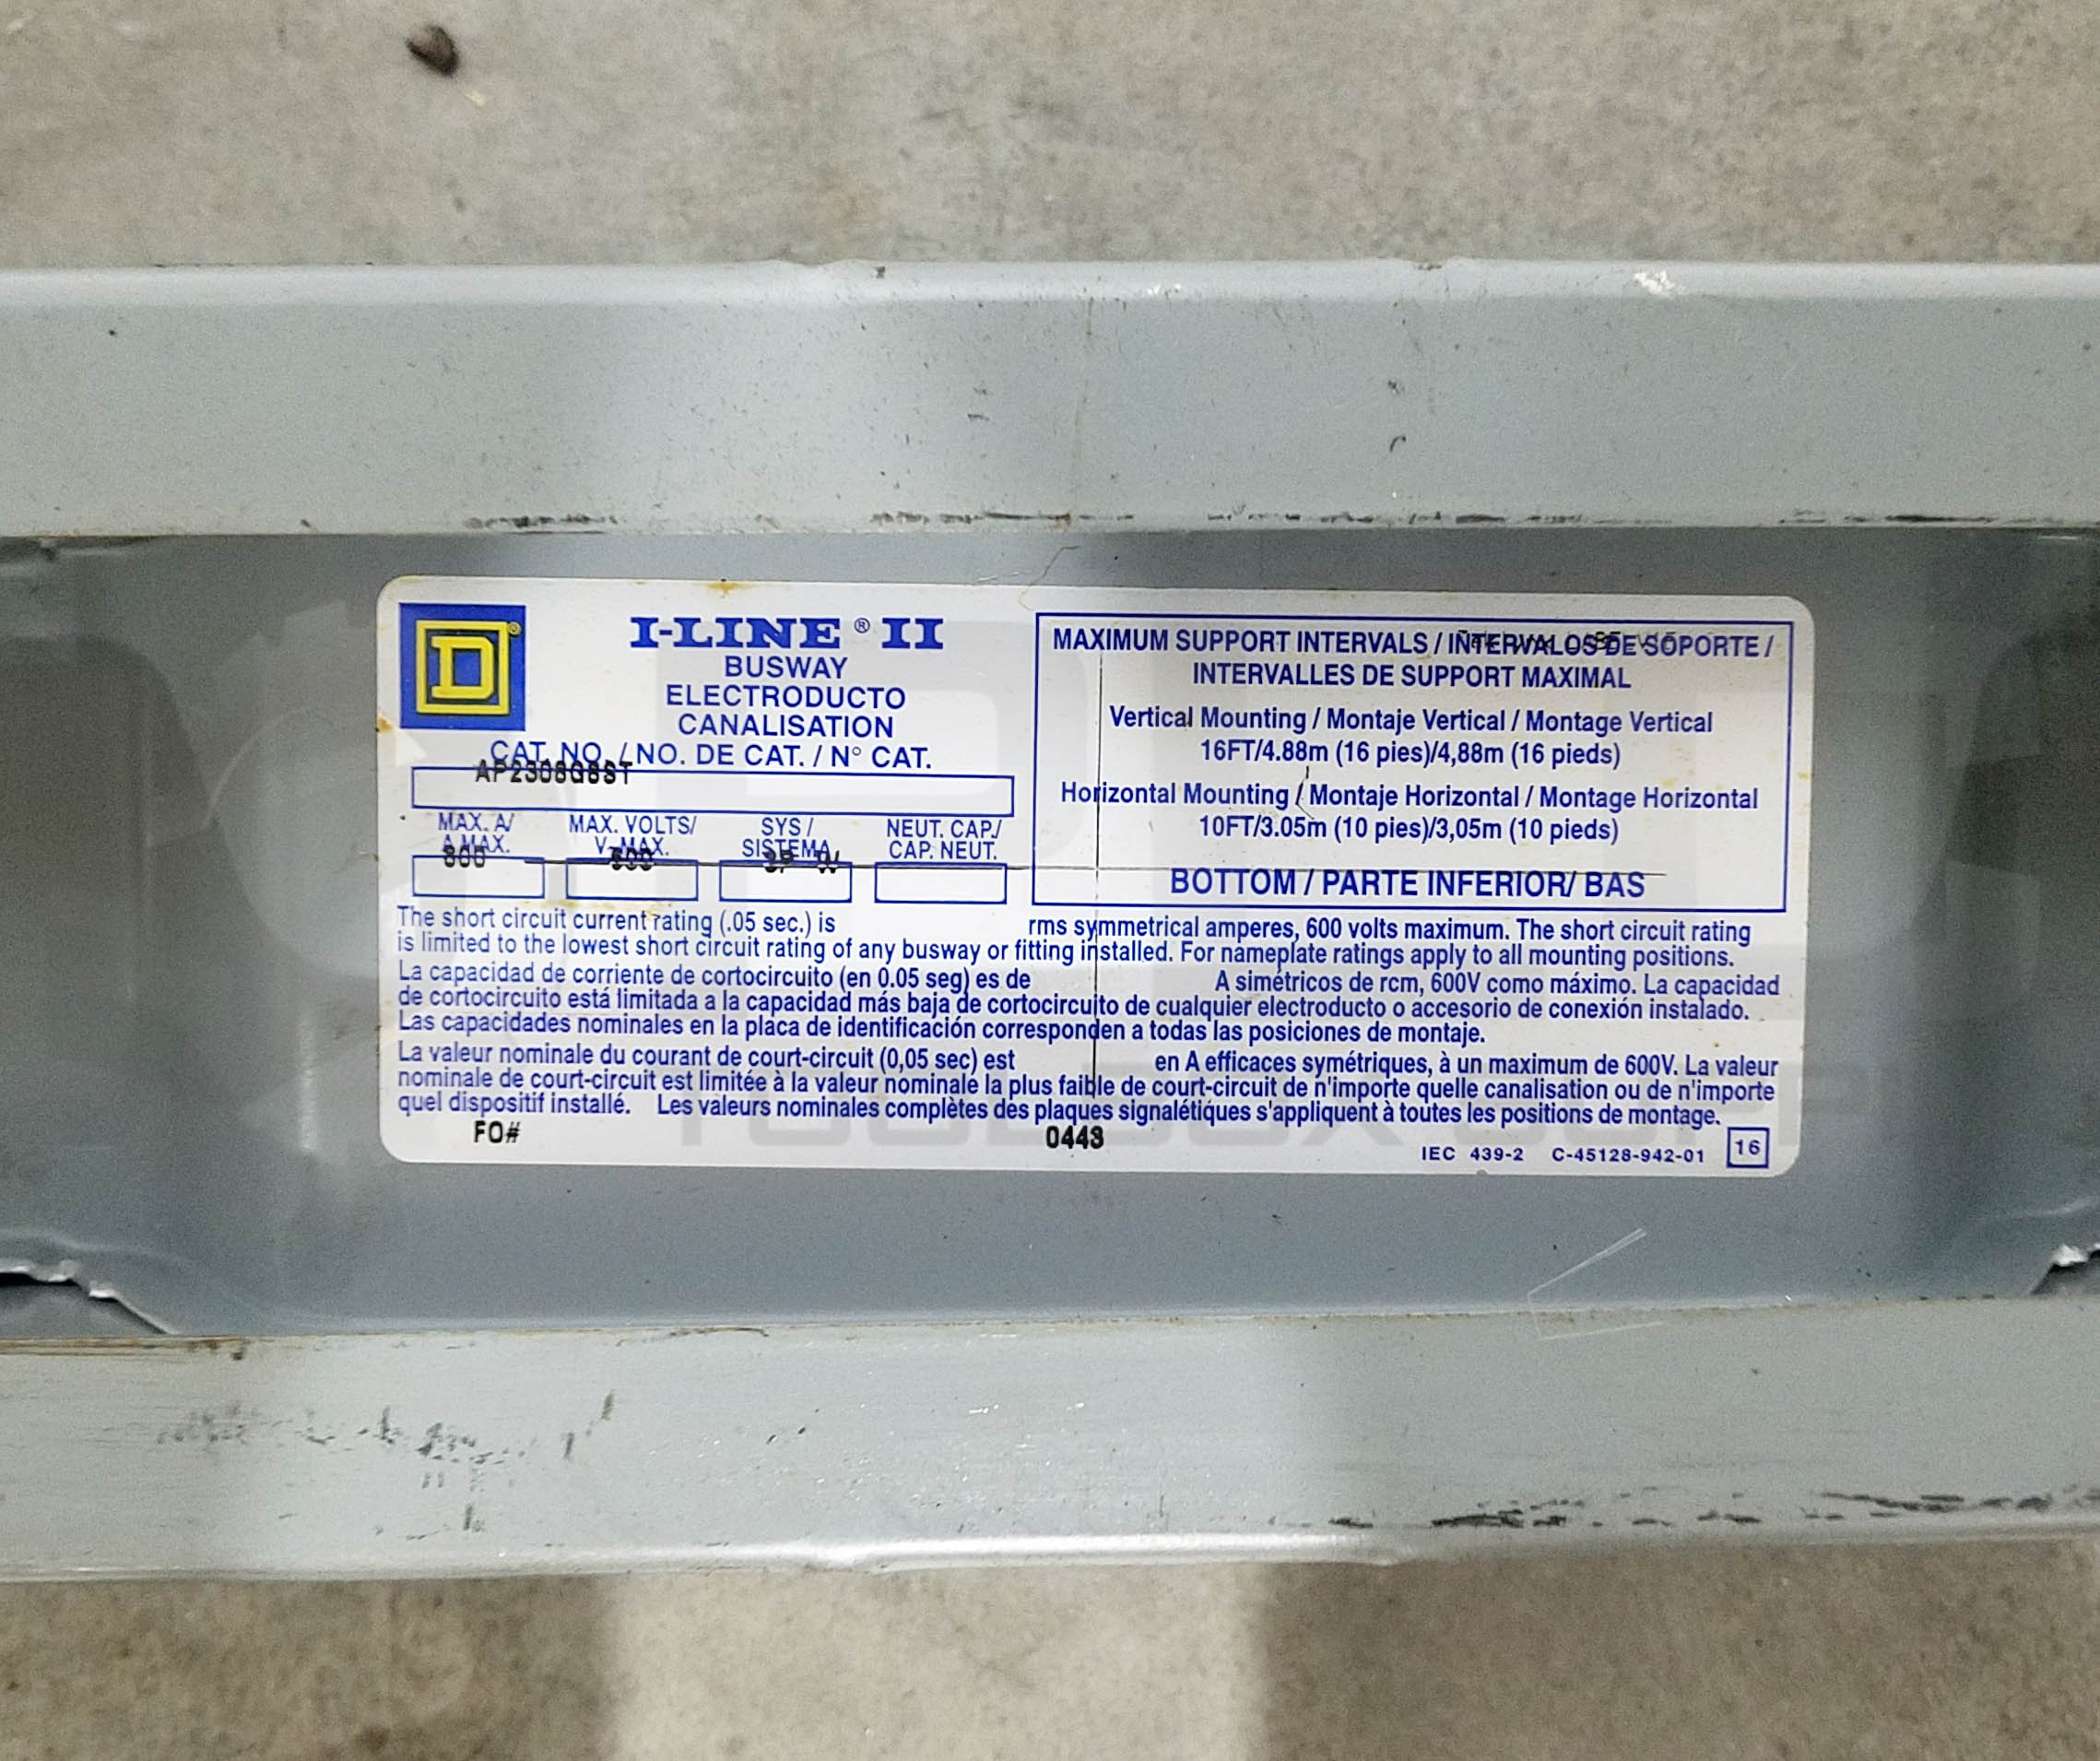 D®
I-LINE® II
BUSWAY
ELECTRODUCTO
CANALISATION
CAT. NO. / NO. DE CAT. / N° CAT.
AP2308G8ST
MAX. A/
A MAX.
MAX. VOLTS/
V~MAX.
SYS /
SISTEMA
NEUT. CAP./
CAP. NEUT.
800
600
MAXIMUM SUPPORT INTERVALS / INTERVALOS DE SOPORTE /
INTERVALLES DE SUPPORT MAXIMAL
Vertical Mounting / Montaje Vertical / Montage Vertical
16FT/4.88m (16 pies)/4,88m (16 pieds)
Horizontal Mounting / Montaje Horizontal / Montage Horizontal
10FT/3.05m (10 pies)/3,05m (10 pieds)
BOTTOM / PARTE INFERIOR/ BAS
The short circuit current rating (.05 sec.) is rms symmetrical amperes, 600 volts maximum. The short circuit rating
is limited to the lowest short circuit rating of any busway or fitting installed. For nameplate ratings apply to all mounting positions.
La capacidad de corriente de cortocircuito (en 0.05 seg) es de A simétricos de rcm, 600V como máximo. La capacidad
de cortocircuito está limitada a la capacidad más baja de cortocircuito de cualquier electroducto o accesorio de conexión instalado.
Las capacidades nominales en la placa de identificación corresponden a todas las posiciones de montaje.
La valeur nominale du courant de court-circuit (0,05 sec) est en A efficaces symétriques, à un maximum de 600V. La valeur
nominale de court-circuit est limitée à la valeur nominale la plus faible de court-circuit de n'importe quelle canalisation ou de n'importe
quel dispositif installé. Les valeurs nominales complètes des plaques signalétiques s'appliquent à toutes les positions de montage.
FO# 0443
IEC 439-2 C-45128-942-01 16